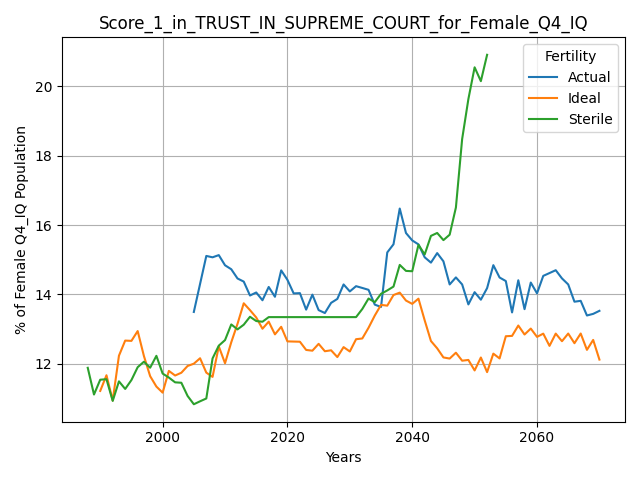 Score_1_in_TRUST_IN_SUPREME_COURT_for_Female_Q4_IQ
Fertility
Actual
Ideal
Sterile
% of Female Q4_IQ Population
20
18
16
14
12
2000
2020
2040
2060
Years